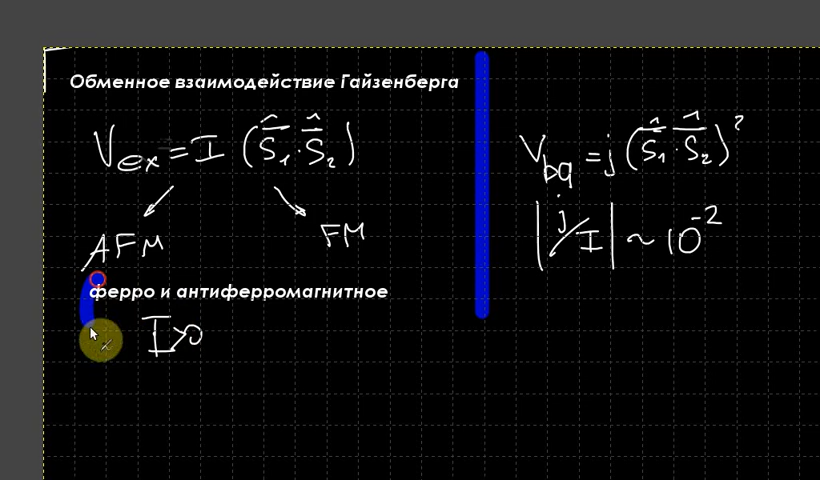 Обменное взаимодействие Гайзенберга
V_ex = I (Ŝ₁ · Ŝ₂)
AFM FM
ферро и антиферромагнитное
I>0
V_bq = j (Ŝ₁ · Ŝ₂)²
|j/I| ~ 10⁻²